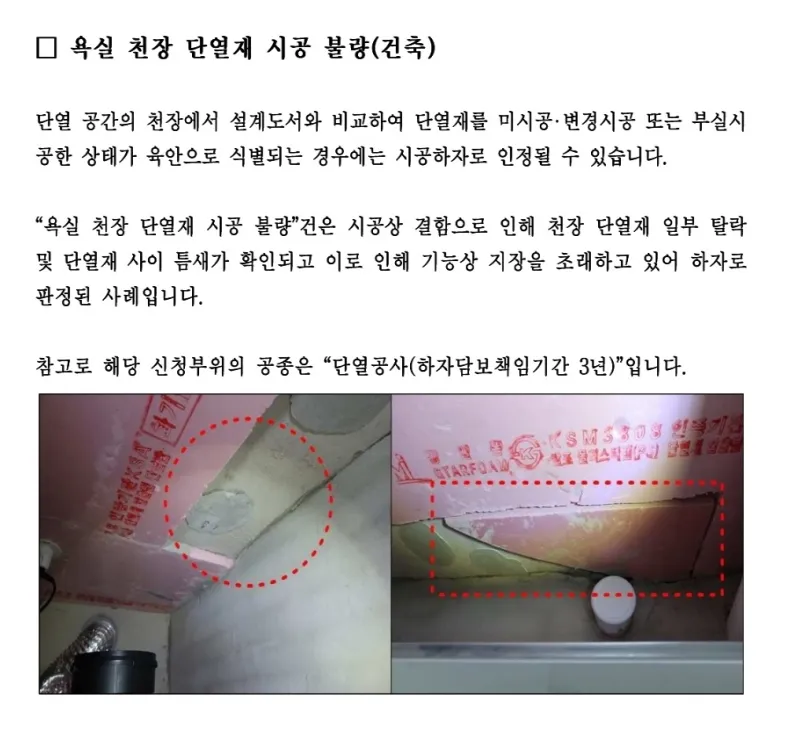 □ 욕실 천장 단열재 시공 불량(건축)
단열 공간의 천장에서 설계도서와 비교하여 단열재를 미시공·변경시공 또는 부실시
공한 상태가 육안으로 식별되는 경우에는 시공하자로 인정될 수 있습니다.
“욕실 천장 단열재 시공 불량”건은 시공상 결함으로 인해 천장 단열재 일부 탈락
및 단열재 사이 틈새가 확인되고 이로 인해 기능상 지장을 초래하고 있어 하자로
판정된 사례입니다.
참고로 해당 신청부위의 공종은 “단열공사(하자담보책임기간 3년)”입니다.
KSM3808
STARFOAM